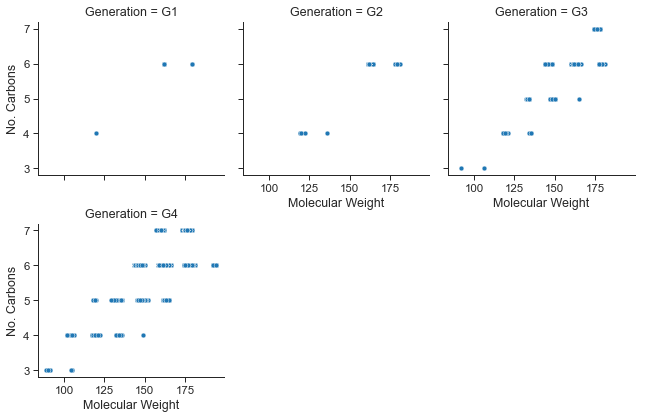 Generation = G1
Generation = G2
Generation = G3
No. Carbons
7
6
5
4
3
100
125
150
175
Molecular Weight
100
125
150
175
Molecular Weight
Generation = G4
No. Carbons
7
6
5
4
3
100
125
150
175
Molecular Weight